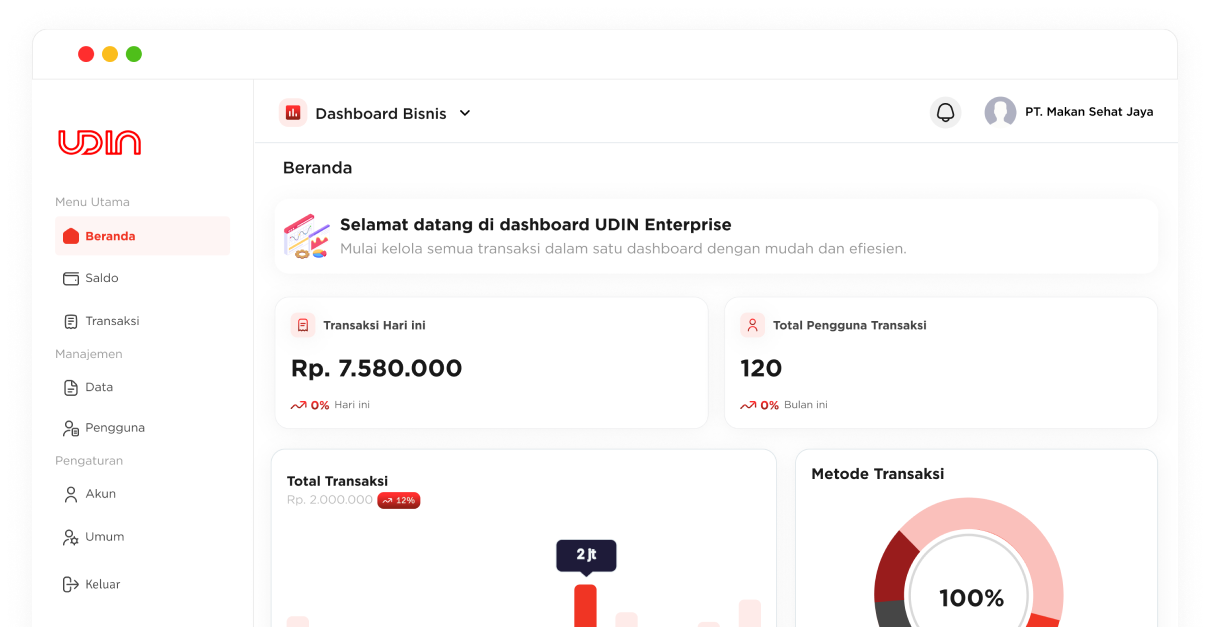 UDIN
Menu Utama
Beranda
Saldo
Transaksi
Manajemen
Data
Pengguna
Pengaturan
Akun
Umum
Keluar
Dashboard Bisnis
PT. Makan Sehat Jaya
Beranda
Selamat datang di dashboard UDIN Enterprise
Mulai kelola semua transaksi dalam satu dashboard dengan mudah dan efiesien.
Transaksi Hari ini
Rp. 7.580.000
0% Hari ini
Total Pengguna Transaksi
120
0% Bulan ini
Total Transaksi
Rp. 2.000.000 12%
2 jt
Metode Transaksi
100%